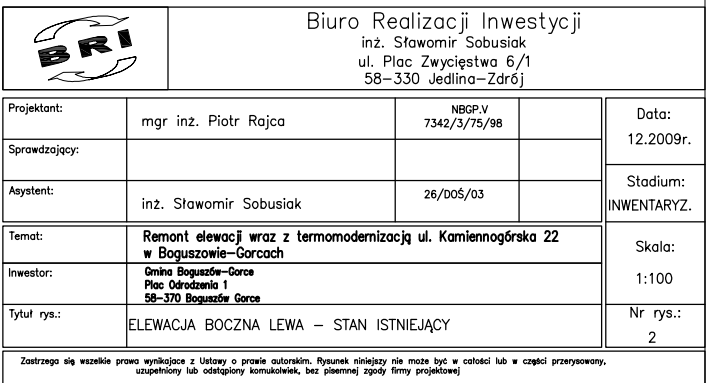 BRI
Biuro Realizacji Inwestycji
inż. Sławomir Sobusiak
ul. Plac Zwycięstwa 6/1
58-330 Jedlina-Zdrój
Projektant:
mgr inż. Piotr Rajca
NBGP.V
7342/3/75/98
Data:
12.2009r.
Sprawdzający:
Asystent:
inż. Sławomir Sobusiak
26/DOŚ/03
Stadium:
INWENTARYZ.
Temat:
Remont elewacji wraz z termomodernizacją ul. Kamiennogórska 22
w Boguszowie-Gorcach
Skala:
1:100
Inwestor:
Gmina Boguszów-Gorce
Plac Odrodzenia 1
58-370 Boguszów Gorce
Tytuł rys.:
ELEWACJA BOCZNA LEWA - STAN ISTNIEJĄCY
Nr rys.:
2
Zastrzega się wszelkie prawa wynikajace z Ustawy o prawie autorskim. Rysunek niniejszy nie może być w całości lub w części przerysowany,
uzupełniony lub odstąpiony komukolwiek, bez pisemnej zgody firmy projektowej